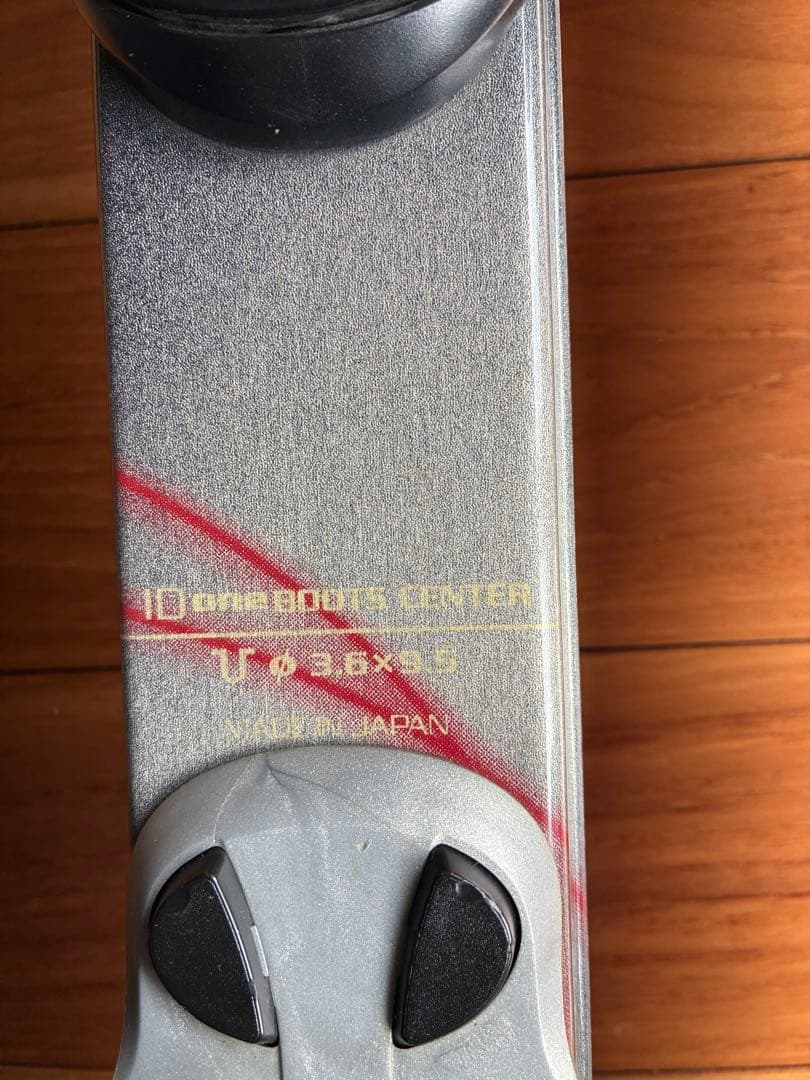 ID one BOOTS CENTER
ø 3.6×9.5
MADE IN JAPAN